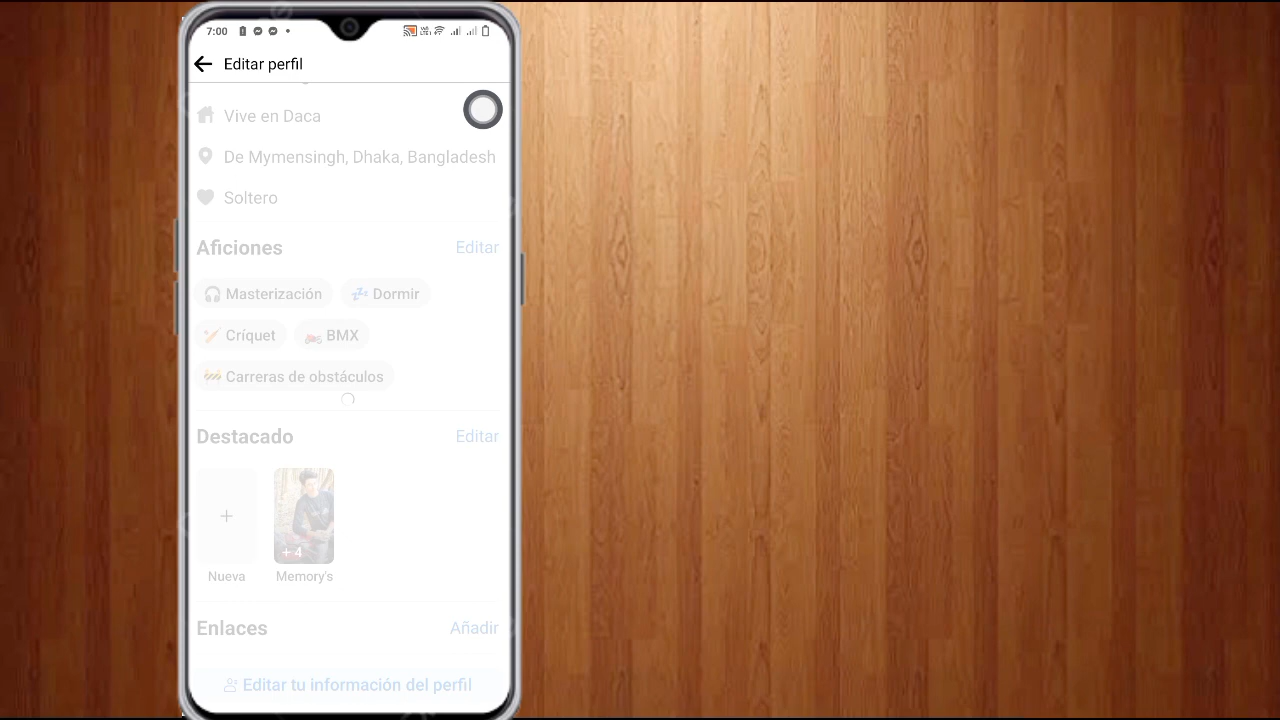 7:00
Editar perfil
Vive en Daca
De Mymensingh, Dhaka, Bangladesh
Soltero
Aficiones Editar
Masterización Dormir
Críquet BMX
Carreras de obstáculos
Destacado Editar
+
+ 4
Nueva Memory's
Enlaces Añadir
Editar tu información del perfil